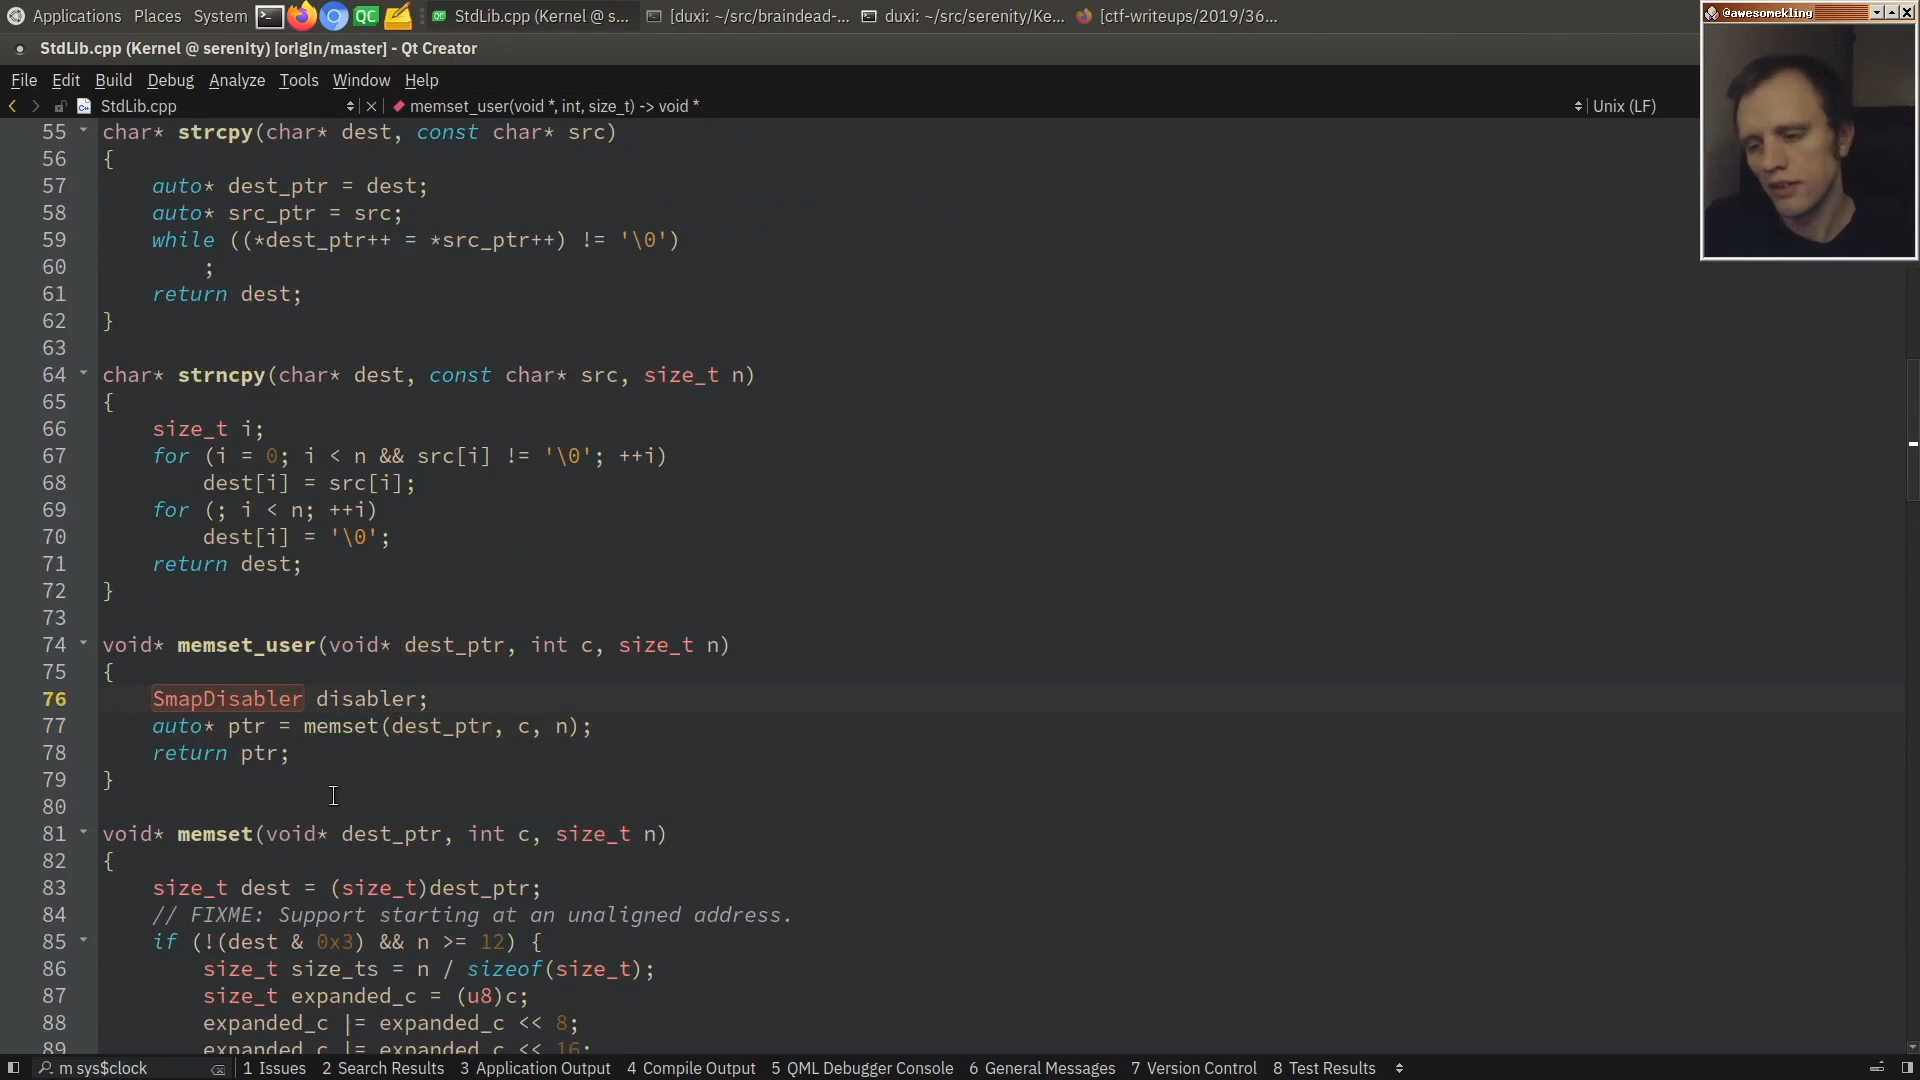 Applications Places System StdLib.cpp (Kernel @ s... [duxi: ~/src/braindead-... duxi: ~/src/serenity/Ke... [ctf-writeups/2019/36...
@awesomekling
StdLib.cpp (Kernel @ serenity) [origin/master] - Qt Creator
File Edit Build Debug Analyze Tools Window Help
StdLib.cpp memset_user(void *, int, size_t) -> void * Unix (LF)
55 char* strcpy(char* dest, const char* src)
56 {
57 auto* dest_ptr = dest;
58 auto* src_ptr = src;
59 while ((*dest_ptr++ = *src_ptr++) != '\0')
60 ;
61 return dest;
62 }
63
64 char* strncpy(char* dest, const char* src, size_t n)
65 {
66 size_t i;
67 for (i = 0; i < n && src[i] != '\0'; ++i)
68 dest[i] = src[i];
69 for (; i < n; ++i)
70 dest[i] = '\0';
71 return dest;
72 }
73
74 void* memset_user(void* dest_ptr, int c, size_t n)
75 {
76 SmapDisabler disabler;
77 auto* ptr = memset(dest_ptr, c, n);
78 return ptr;
79 }
80
81 void* memset(void* dest_ptr, int c, size_t n)
82 {
83 size_t dest = (size_t)dest_ptr;
84 // FIXME: Support starting at an unaligned address.
85 if (!(dest & 0x3) && n >= 12) {
86 size_t size_ts = n / sizeof(size_t);
87 size_t expanded_c = (u8)c;
88 expanded_c |= expanded_c << 8;
89 expanded_c |= expanded_c << 16;
m sys$clock 1 Issues 2 Search Results 3 Application Output 4 Compile Output 5 QML Debugger Console 6 General Messages 7 Version Control 8 Test Results